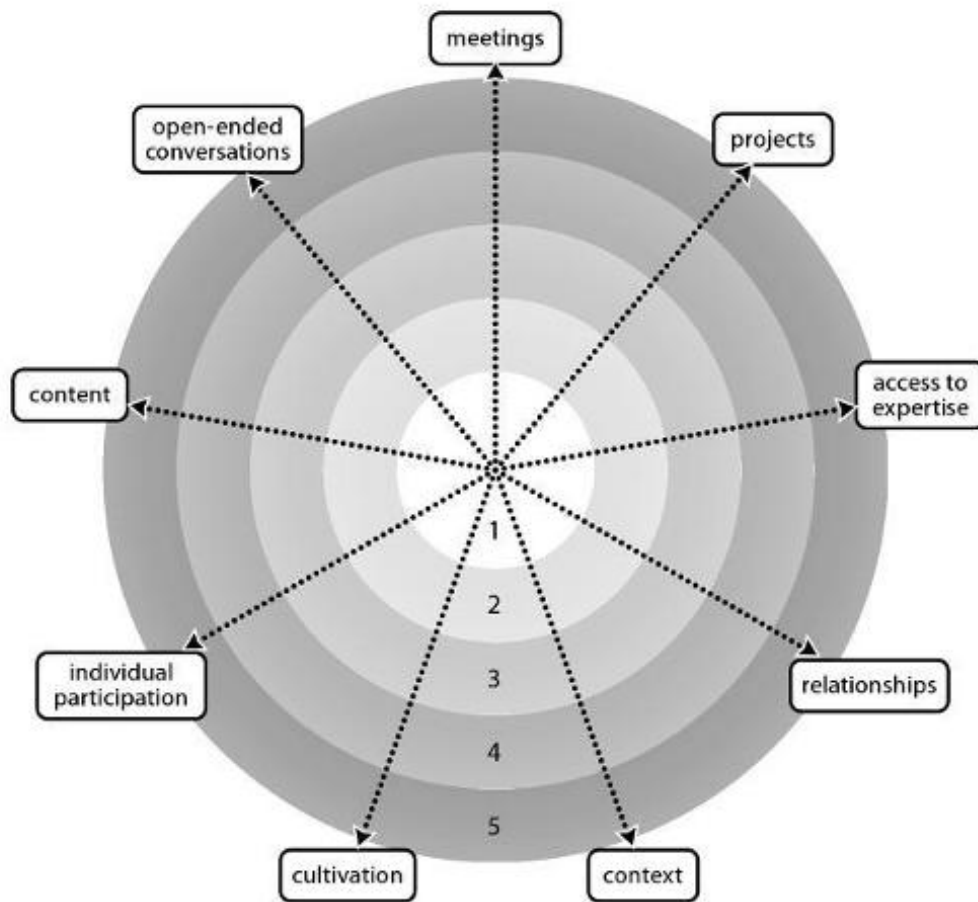 meetings
open-ended
conversations
projects
content
access to
expertise
1
2
individual
participation
3
relationships
4
5
cultivation
context